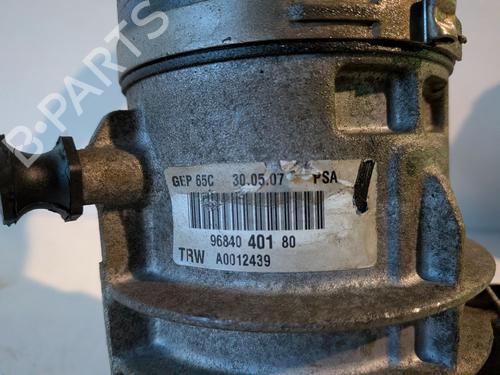 B-PARTS
GEP 65C 30.05.07 PSA
96840 401 80
TRW A0012439